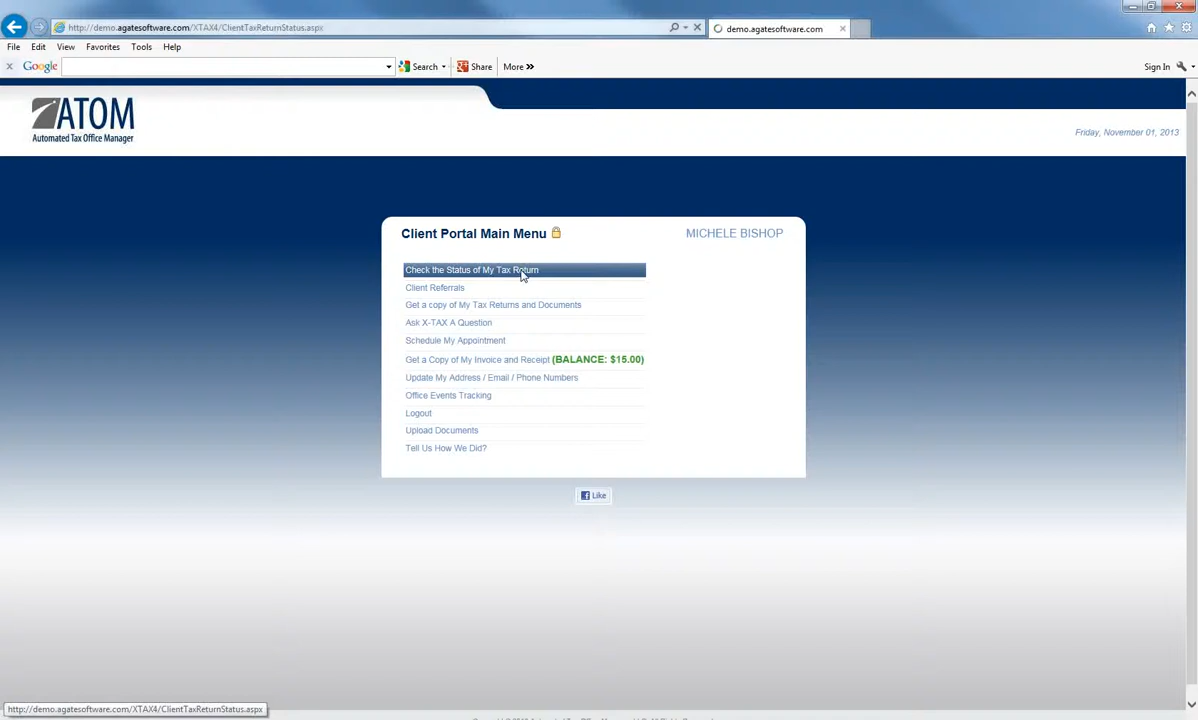 http://demo.agatesoftware.com/XTAX4/ClientTaxReturnStatus.aspx
demo.agatesoftware.com
File Edit View Favorites Tools Help
Google Search Share More »
Sign In
ATOM
Automated Tax Office Manager
Friday, November 01, 2013
Client Portal Main Menu
MICHELE BISHOP
Check the Status of My Tax Return
Client Referrals
Get a copy of My Tax Returns and Documents
Ask X-TAX A Question
Schedule My Appointment
Get a Copy of My Invoice and Receipt (BALANCE: $15.00)
Update My Address / Email / Phone Numbers
Office Events Tracking
Logout
Upload Documents
Tell Us How We Did?
Like
http://demo.agatesoftware.com/XTAX4/ClientTaxReturnStatus.aspx